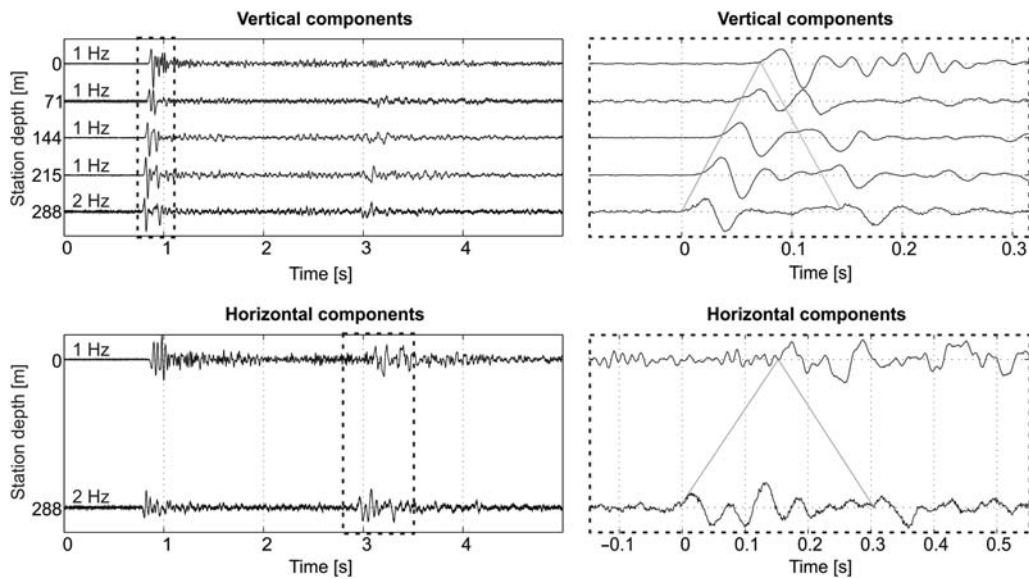 Vertical components
Station depth [m]
1 Hz
0
1 Hz
71
1 Hz
144
1 Hz
215
2 Hz
288
0 1 2 3 4
Time [s]
0 0.1 0.2 0.3
Time [s]
Vertical components
Horizontal components
Station depth [m]
1 Hz
0
2 Hz
288
0 1 2 3 4
Time [s]
Horizontal components
−0.1 0 0.1 0.2 0.3 0.4 0.5
Time [s]